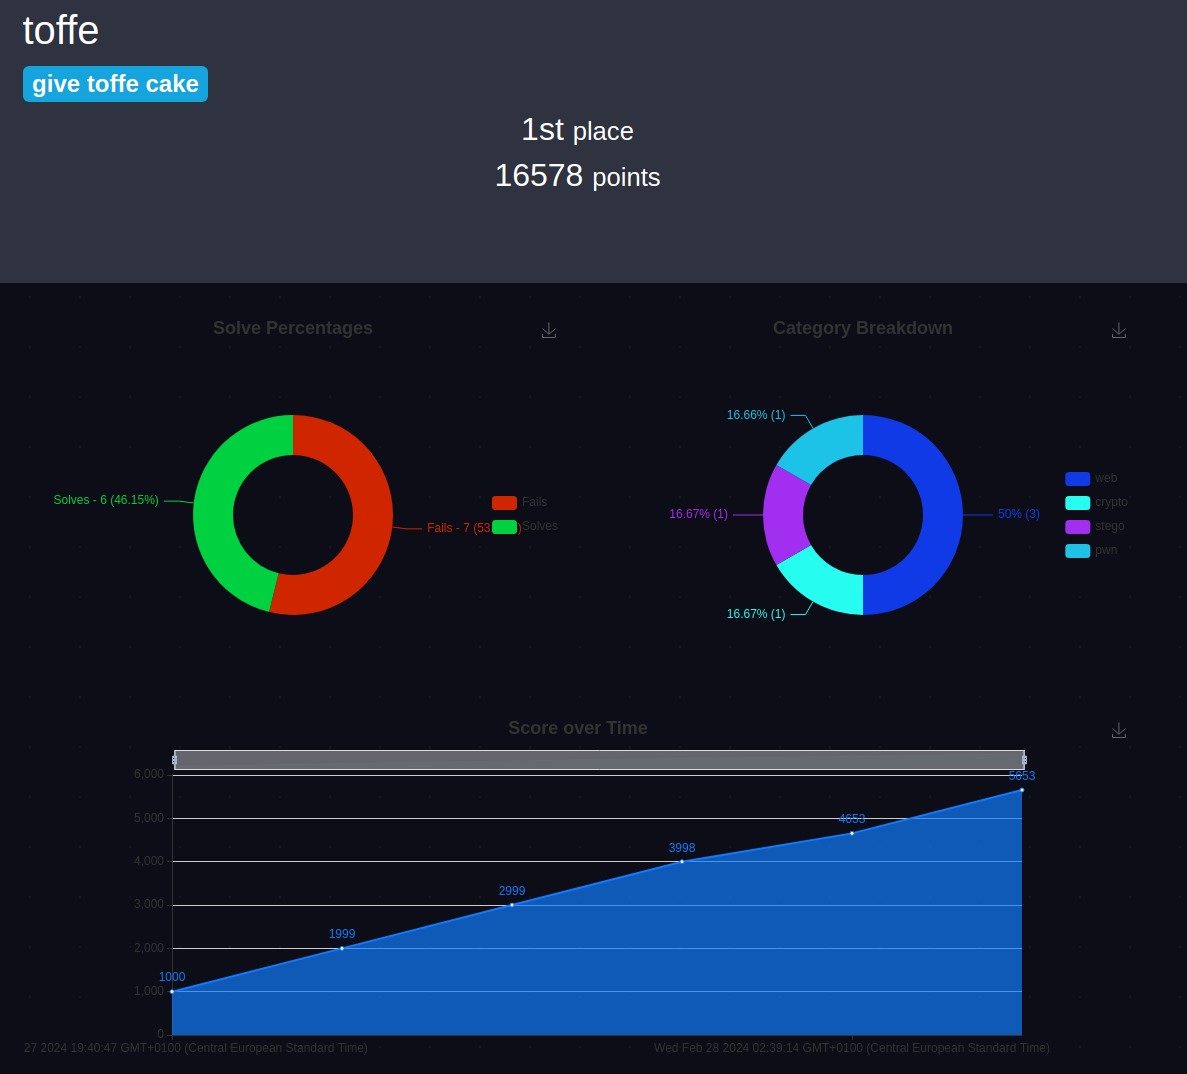 toffe
give toffe cake
1st place
16578 points
Solve Percentages
Category Breakdown
16.66% (1)
web
Solves - 6 (46.15%)
Fails
crypto
16.67% (1)
50% (3)
Fails - 7 (53
)
Solves
stego
pwn
16.67% (1)
Score over Time
6,000
5653
5,000
4653
4,000
3998
3,000
2999
2,000
1999
1,000
1000
0
27 2024 19:40:47 GMT+0100 (Central European Standard Time)
Wed Feb 28 2024 02:39:14 GMT+0100 (Central European Standard Time)